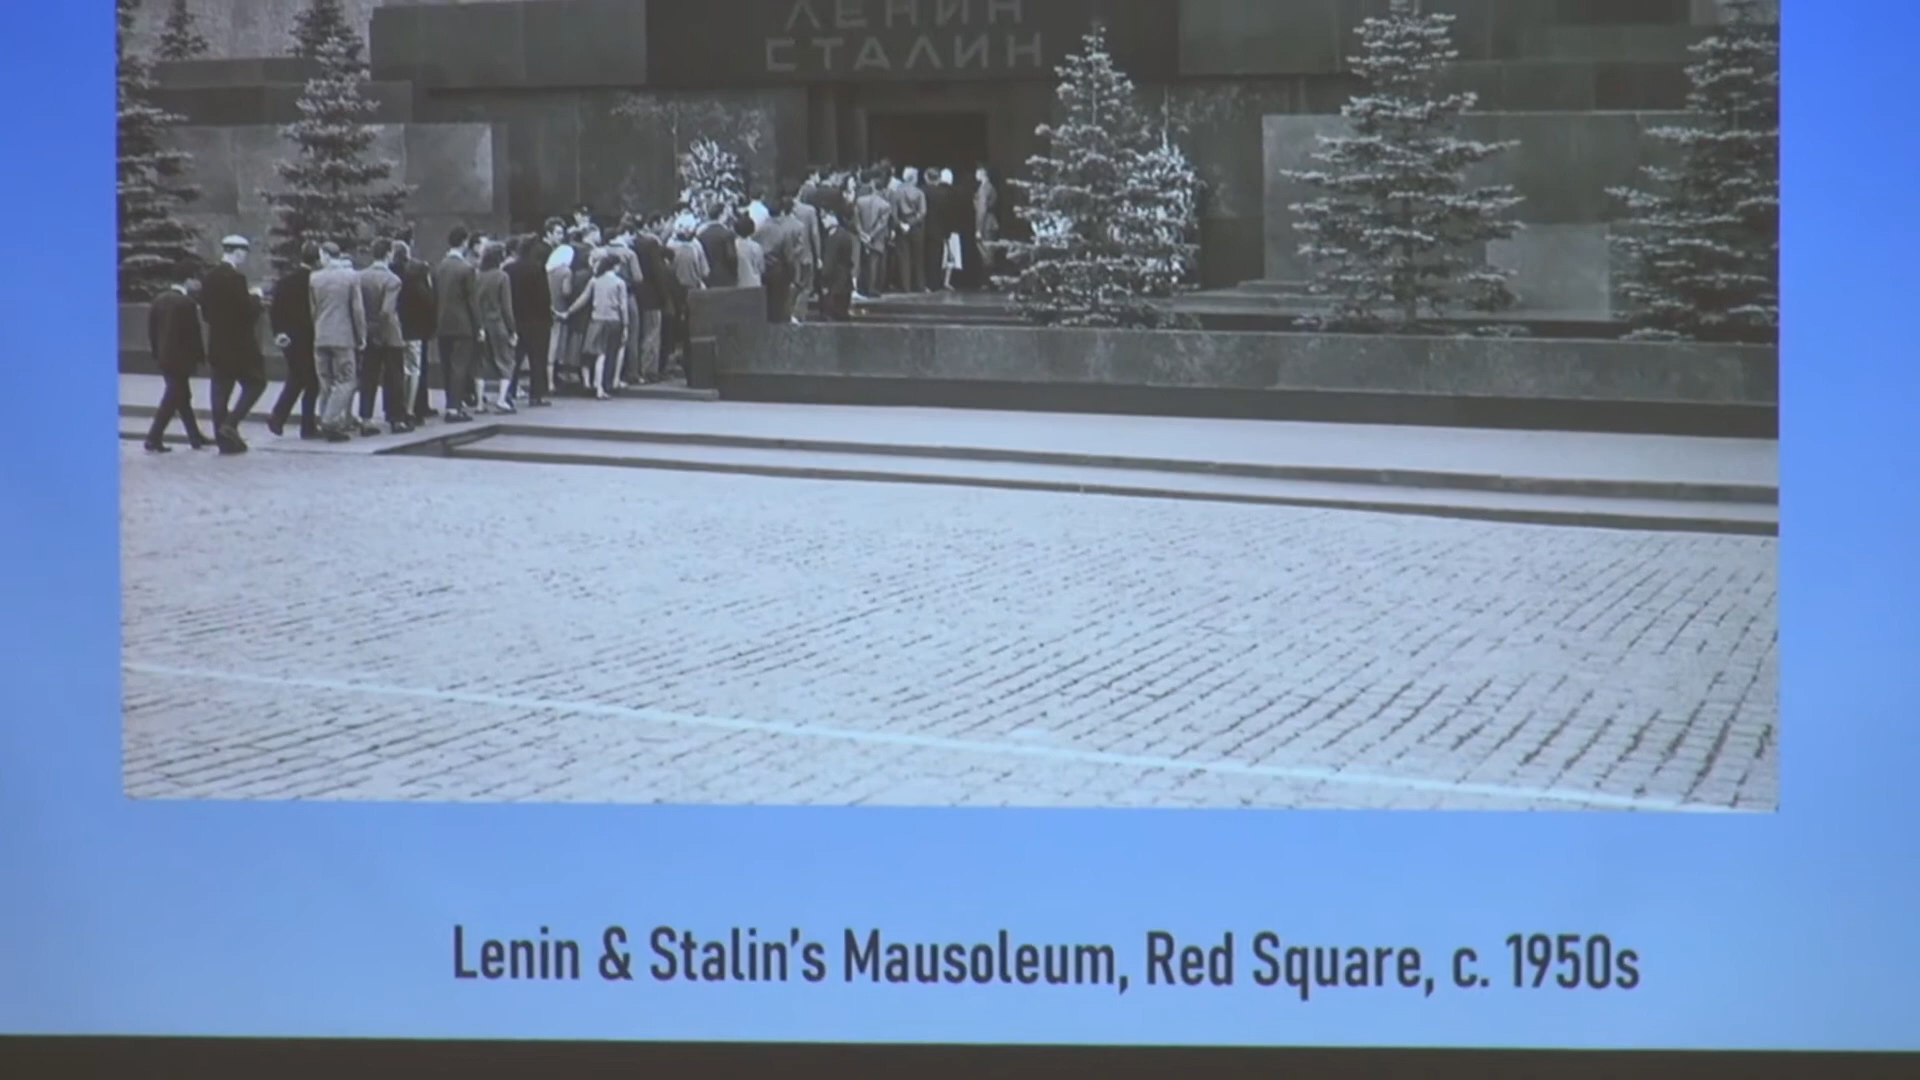 ЛЕНИН
СТАЛИН
Lenin & Stalin's Mausoleum, Red Square, c. 1950s